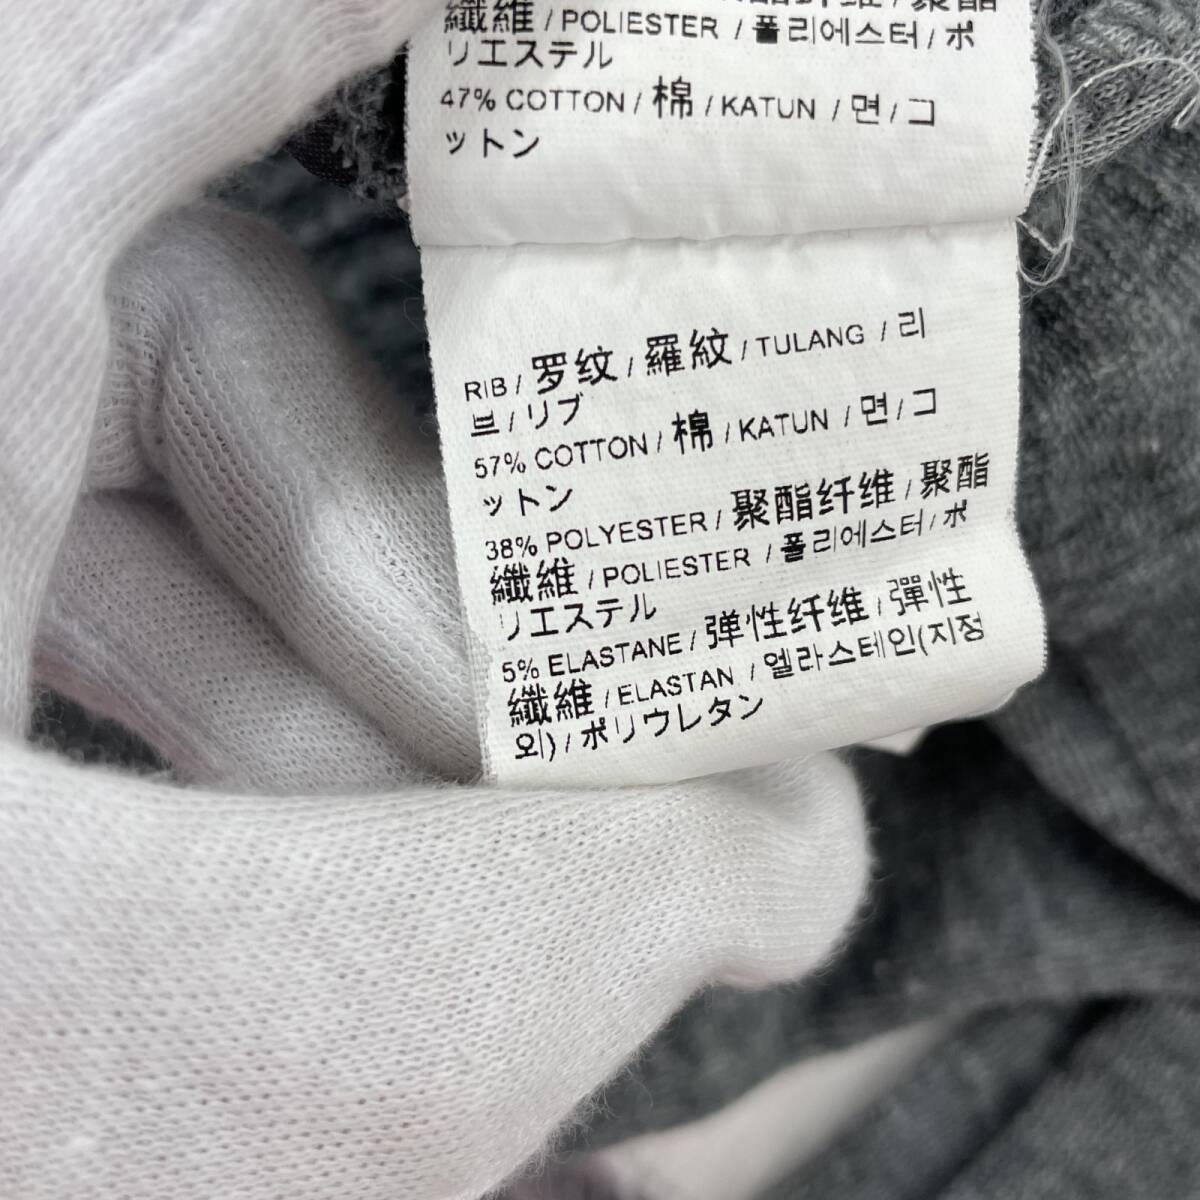 纖維 / POLIESTER / 폴리에스터 / ポ
リエステル
47% COTTON / 棉 / KATUN / 면 / コ
ットン
RIB / 罗纹 / 羅紋 / TULANG / 리
브 / リブ
57% COTTON / 棉 / KATUN / 면 / コ
ットン
38% POLYESTER / 聚酯纤维 / 聚酯
纖維 / POLIESTER / 폴리에스터 / ポ
リエステル
5% ELASTANE / 弹性纤维 / 彈性
纖維 / ELASTAN / 엘라스테인(지정
외) / ポリウレタン